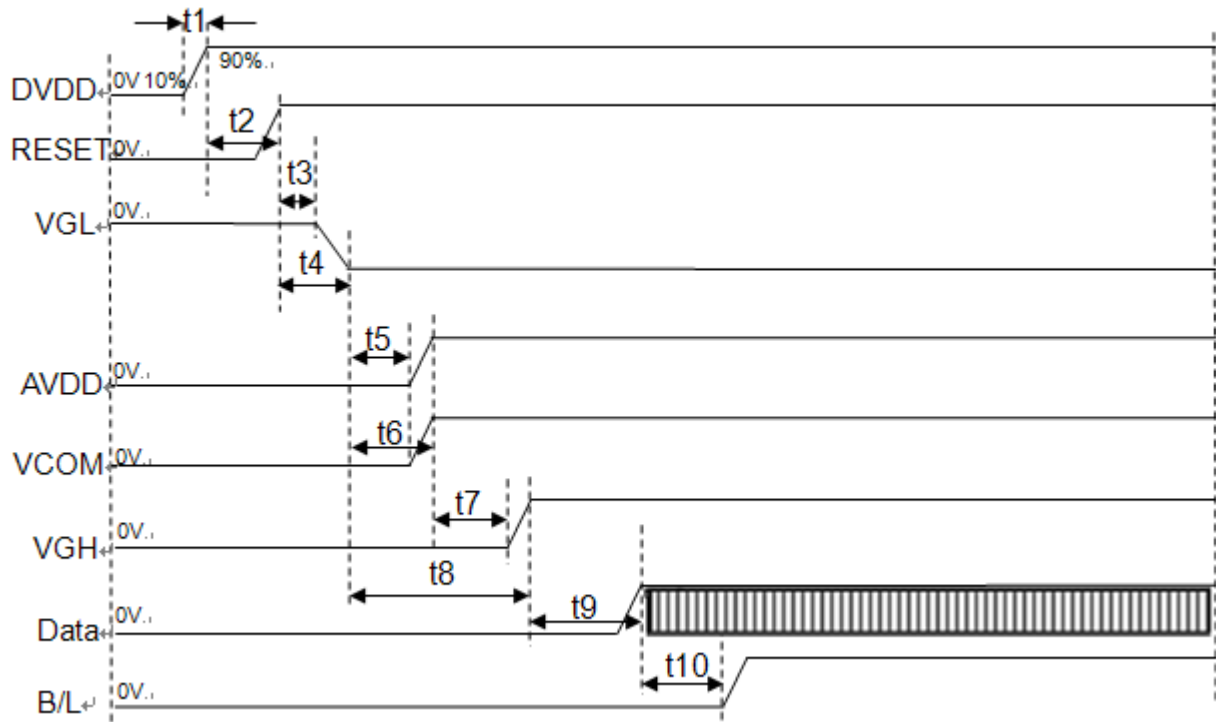 t1
DVDD 0V 10% 90%
t2
RESET 0V
t3
VGL 0V
t4
t5
AVDD 0V
t6
VCOM 0V
t7
VGH 0V
t8
t9
Data 0V
t10
B/L 0V